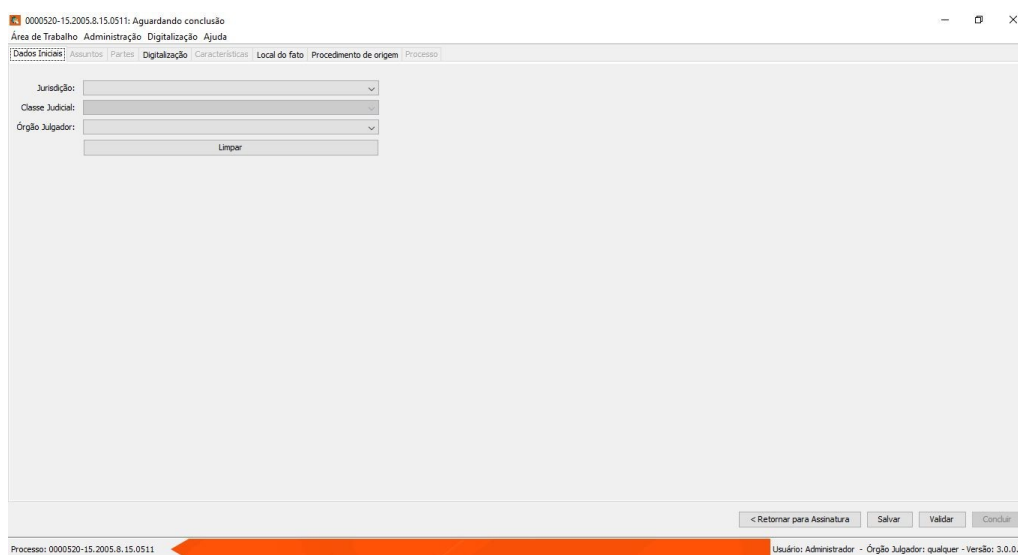 0000520-15.2005.8.15.0511: Aguardando conclusão
Área de Trabalho Administração Digitalização Ajuda
Dados Iniciais Assuntos Partes Digitalização Características Local do fato Procedimento de origem Processo
Jurisdição:
Classe Judicial:
Órgão Julgador:
Limpar
< Retornar para Assinatura Salvar Validar Concluir
Processo: 0000520-15.2005.8.15.0511 Usuário: Administrador - Órgão Julgador: qualquer - Versão: 3.0.0.